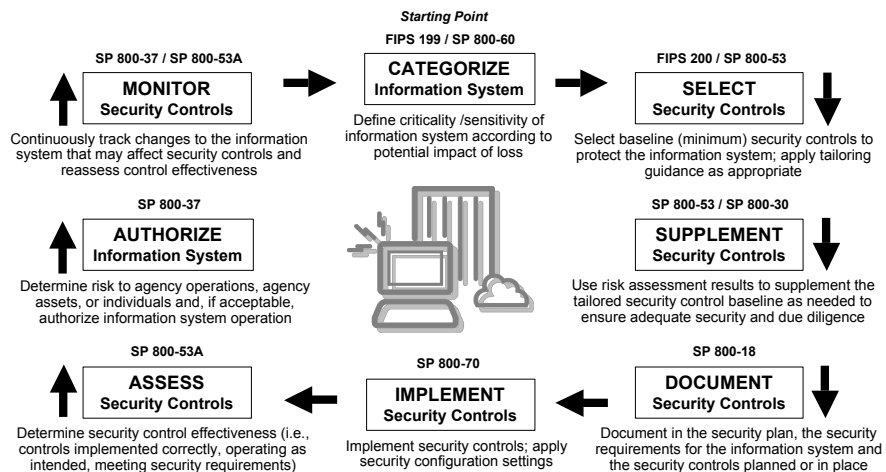 Starting Point
FIPS 199 / SP 800-60
CATEGORIZE
Information System
Define criticality /sensitivity of
information system according to
potential impact of loss
FIPS 200 / SP 800-53
SELECT
Security Controls
Select baseline (minimum) security controls to
protect the information system; apply tailoring
guidance as appropriate
SP 800-53 / SP 800-30
SUPPLEMENT
Security Controls
Use risk assessment results to supplement the
tailored security control baseline as needed to
ensure adequate security and due diligence
SP 800-18
DOCUMENT
Security Controls
Document in the security plan, the security
requirements for the information system and
the security controls planned or in place
SP 800-70
IMPLEMENT
Security Controls
Implement security controls; apply
security configuration settings
SP 800-53A
ASSESS
Security Controls
Determine security control effectiveness (i.e.,
controls implemented correctly, operating as
intended, meeting security requirements)
SP 800-37
AUTHORIZE
Information System
Determine risk to agency operations, agency
assets, or individuals and, if acceptable,
authorize information system operation
SP 800-37 / SP 800-53A
MONITOR
Security Controls
Continuously track changes to the information
system that may affect security controls and
reassess control effectiveness